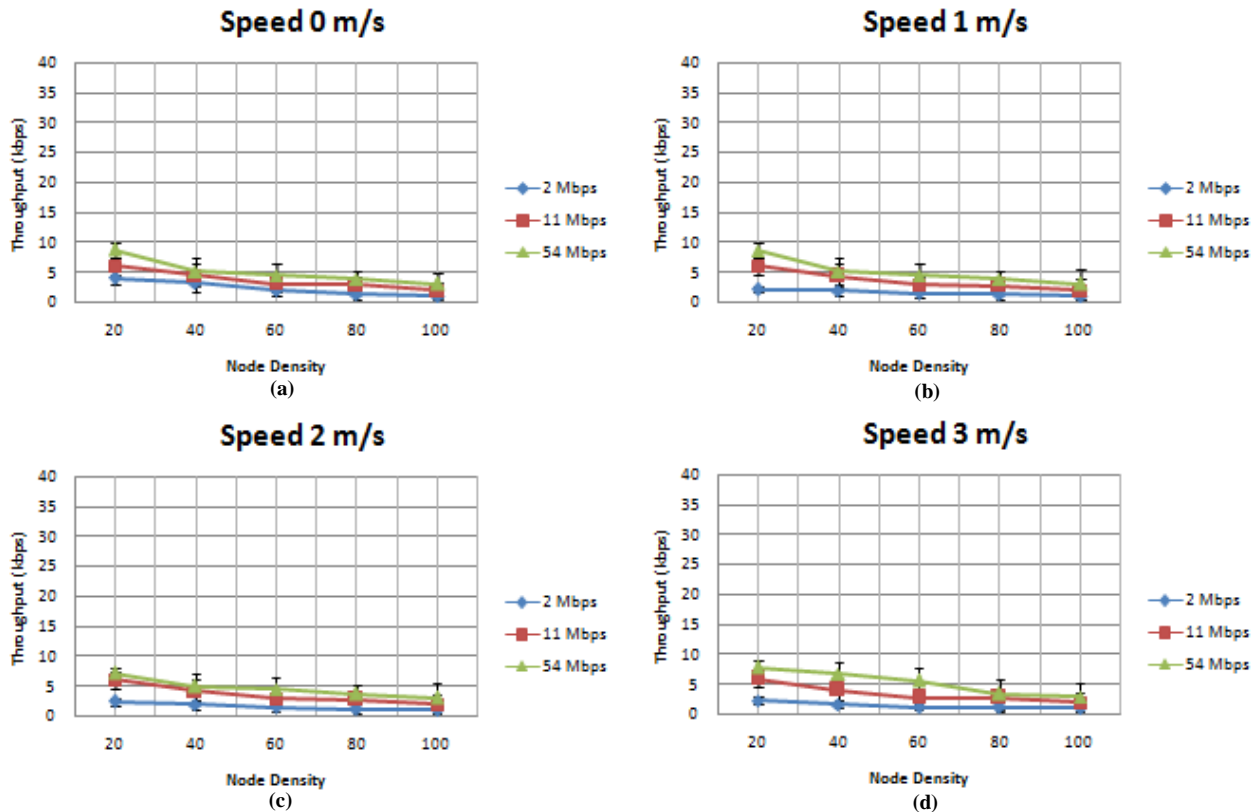 Speed 0 m/s
Throughput (kbps)
40
35
30
25
20
15
10
5
0
20 40 60 80 100
Node Density
2 Mbps
11 Mbps
54 Mbps
(a)
Speed 1 m/s
Throughput (kbps)
40
35
30
25
20
15
10
5
0
20 40 60 80 100
Node Density
2 Mbps
11 Mbps
54 Mbps
(b)
Speed 2 m/s
Throughput (kbps)
40
35
30
25
20
15
10
5
0
20 40 60 80 100
Node Density
2 Mbps
11 Mbps
54 Mbps
(c)
Speed 3 m/s
Throughput (kbps)
40
35
30
25
20
15
10
5
0
20 40 60 80 100
Node Density
2 Mbps
11 Mbps
54 Mbps
(d)